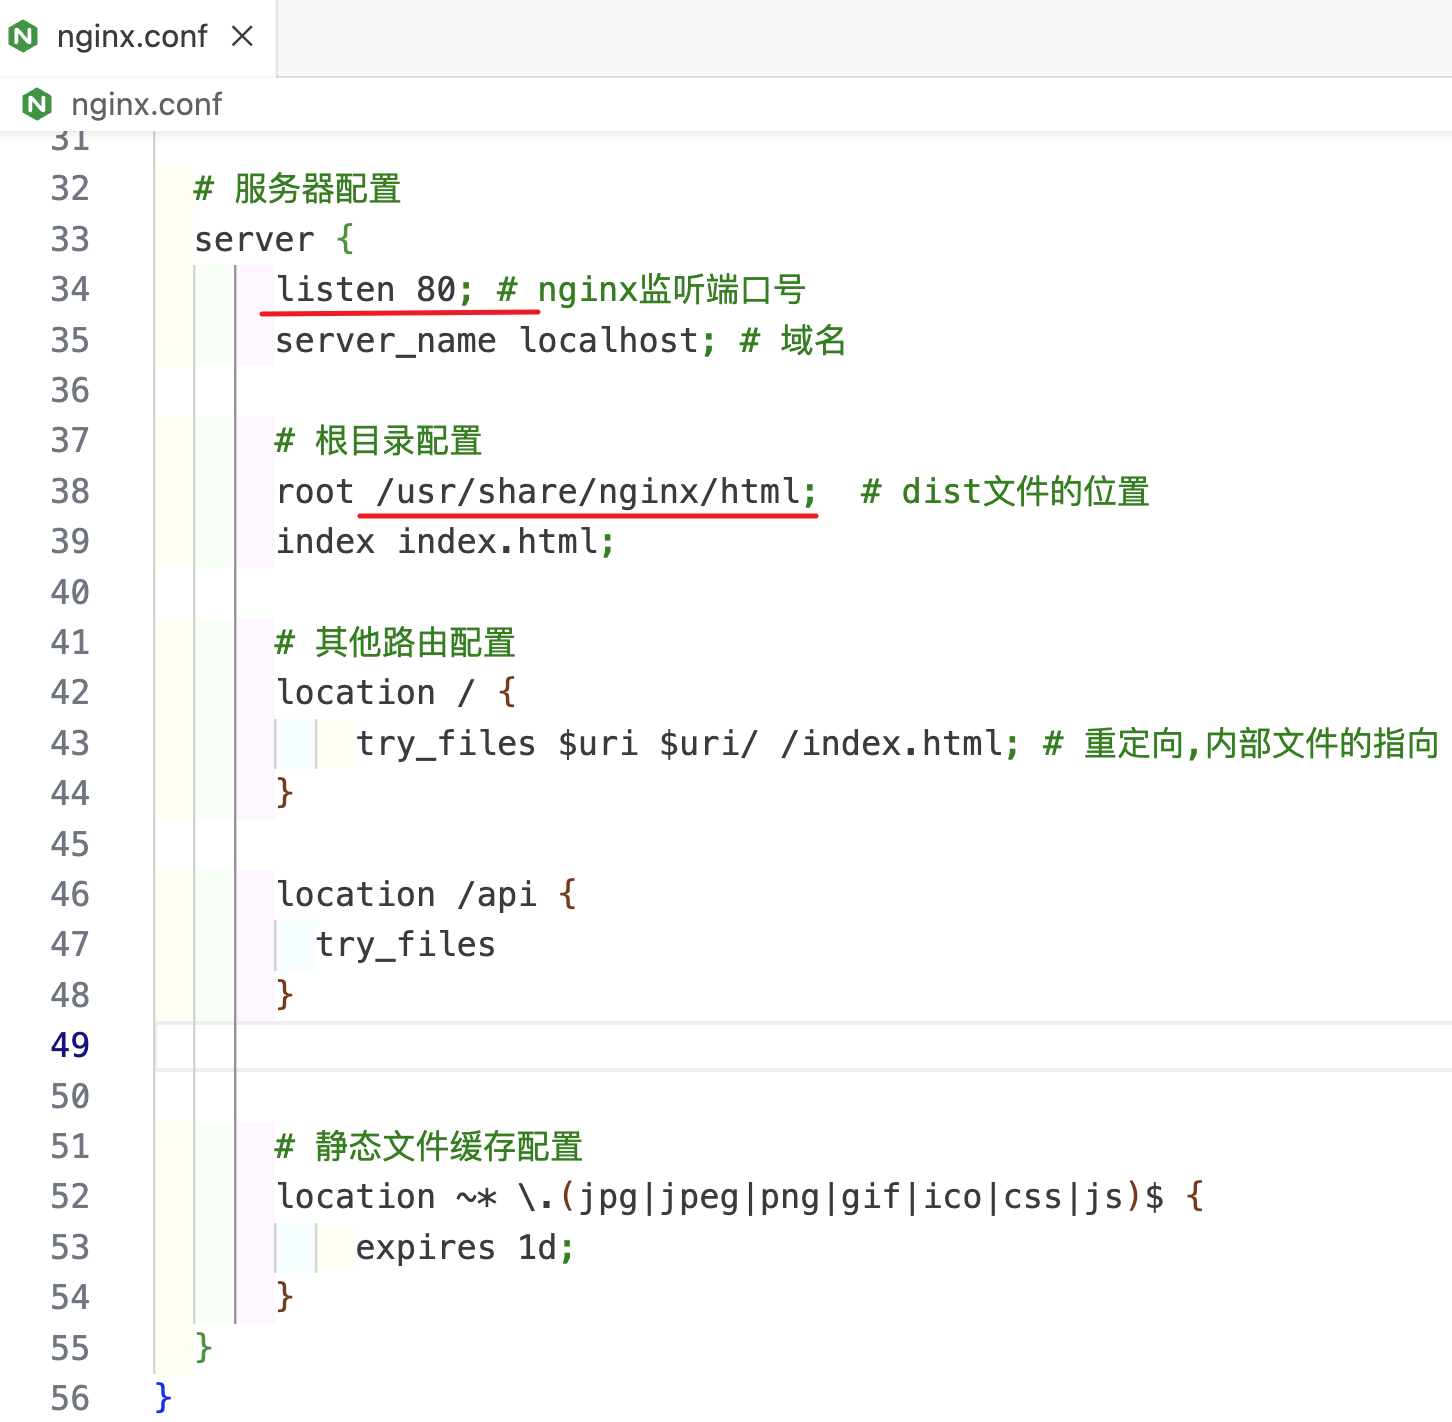 nginx.conf
nginx.conf
31
32 # 服务器配置
33 server {
34 listen 80; # nginx监听端口号
35 server_name localhost; # 域名
36
37 # 根目录配置
38 root /usr/share/nginx/html;  # dist文件的位置
39 index index.html;
40
41 # 其他路由配置
42 location / {
43 try_files $uri $uri/ /index.html; # 重定向,内部文件的指向
44 }
45
46 location /api {
47 try_files
48 }
49
50
51 # 静态文件缓存配置
52 location ~* \.(jpg|jpeg|png|gif|ico|css|js)$ {
53 expires 1d;
54 }
55 }
56 }